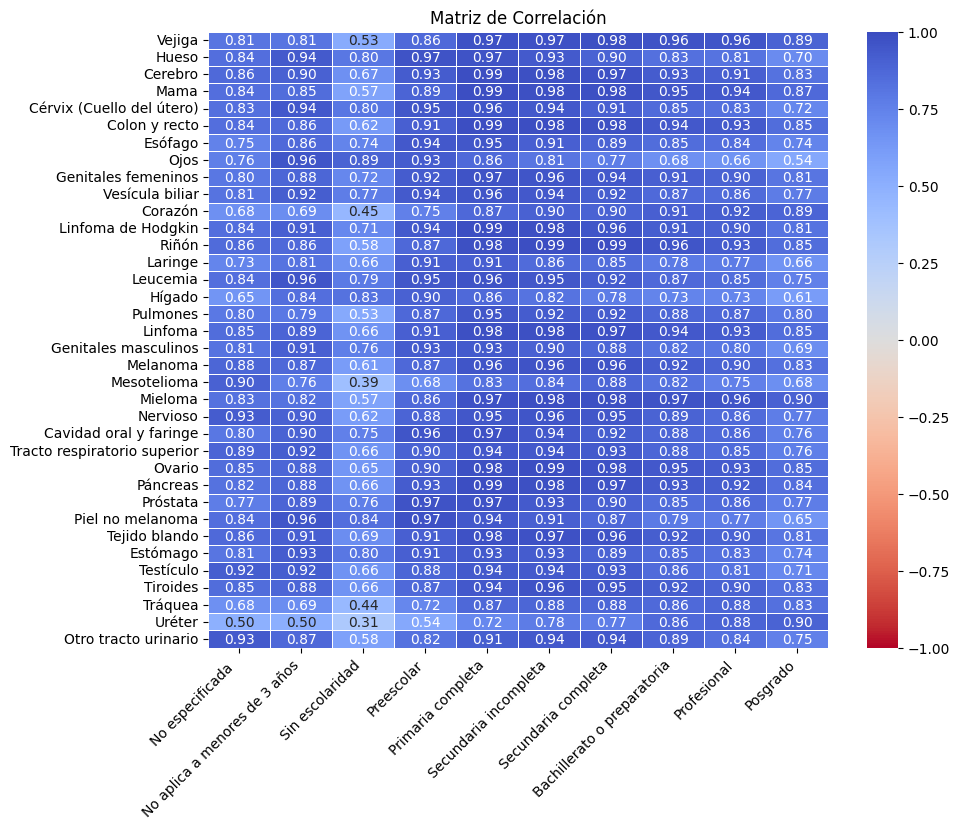 Matriz de Correlación
Vejiga 0.81 0.81 0.53 0.86 0.97 0.97 0.98 0.96 0.96 0.89
Hueso 0.84 0.94 0.80 0.97 0.97 0.93 0.90 0.83 0.81 0.70
Cerebro 0.86 0.90 0.67 0.93 0.99 0.98 0.97 0.93 0.91 0.83
Mama 0.84 0.85 0.57 0.89 0.99 0.98 0.98 0.95 0.94 0.87
Cérvix (Cuello del útero) 0.83 0.94 0.80 0.95 0.96 0.94 0.91 0.85 0.83 0.72
Colon y recto 0.84 0.86 0.62 0.91 0.99 0.98 0.98 0.94 0.93 0.85
Esófago 0.75 0.86 0.74 0.94 0.95 0.91 0.89 0.85 0.84 0.74
Ojos 0.76 0.96 0.89 0.93 0.86 0.81 0.77 0.68 0.66 0.54
Genitales femeninos 0.80 0.88 0.72 0.92 0.97 0.96 0.94 0.91 0.90 0.81
Vesícula biliar 0.81 0.92 0.77 0.94 0.96 0.94 0.92 0.87 0.86 0.77
Corazón 0.68 0.69 0.45 0.75 0.87 0.90 0.90 0.91 0.92 0.89
Linfoma de Hodgkin 0.84 0.91 0.71 0.94 0.99 0.98 0.96 0.91 0.90 0.81
Riñón 0.86 0.86 0.58 0.87 0.98 0.99 0.99 0.96 0.93 0.85
Laringe 0.73 0.81 0.66 0.91 0.91 0.86 0.85 0.78 0.77 0.66
Leucemia 0.84 0.96 0.79 0.95 0.96 0.95 0.92 0.87 0.85 0.75
Hígado 0.65 0.84 0.83 0.90 0.86 0.82 0.78 0.73 0.73 0.61
Pulmones 0.80 0.79 0.53 0.87 0.95 0.92 0.92 0.88 0.87 0.80
Linfoma 0.85 0.89 0.66 0.91 0.98 0.98 0.97 0.94 0.93 0.85
Genitales masculinos 0.81 0.91 0.76 0.93 0.93 0.90 0.88 0.82 0.80 0.69
Melanoma 0.88 0.87 0.61 0.87 0.96 0.96 0.96 0.92 0.90 0.83
Mesotelioma 0.90 0.76 0.39 0.68 0.83 0.84 0.88 0.82 0.75 0.68
Mieloma 0.83 0.82 0.57 0.86 0.97 0.98 0.98 0.97 0.96 0.90
Nervioso 0.93 0.90 0.62 0.88 0.95 0.96 0.95 0.89 0.86 0.77
Cavidad oral y faringe 0.80 0.90 0.75 0.96 0.97 0.94 0.92 0.88 0.86 0.76
Tracto respiratorio superior 0.89 0.92 0.66 0.90 0.94 0.94 0.93 0.88 0.85 0.76
Ovario 0.85 0.88 0.65 0.90 0.98 0.99 0.98 0.95 0.93 0.85
Páncreas 0.82 0.88 0.66 0.93 0.99 0.98 0.97 0.93 0.92 0.84
Próstata 0.77 0.89 0.76 0.97 0.97 0.93 0.90 0.85 0.86 0.77
Piel no melanoma 0.84 0.96 0.84 0.97 0.94 0.91 0.87 0.79 0.77 0.65
Tejido blando 0.86 0.91 0.69 0.91 0.98 0.97 0.96 0.92 0.90 0.81
Estómago 0.81 0.93 0.80 0.91 0.93 0.93 0.89 0.85 0.83 0.74
Testículo 0.92 0.92 0.66 0.88 0.94 0.94 0.93 0.86 0.81 0.71
Tiroides 0.85 0.88 0.66 0.87 0.94 0.96 0.95 0.92 0.90 0.83
Tráquea 0.68 0.69 0.44 0.72 0.87 0.88 0.88 0.86 0.88 0.83
Uréter 0.50 0.50 0.31 0.54 0.72 0.78 0.77 0.86 0.88 0.90
Otro tracto urinario 0.93 0.87 0.58 0.82 0.91 0.94 0.94 0.89 0.84 0.75
No especificada
No aplica a menores de 3 años
Sin escolaridad
Preescolar
Primaria completa
Secundaria incompleta
Secundaria completa
Bachillerato o preparatoria
Profesional
Posgrado
1.00
0.75
0.50
0.25
0.00
−0.25
−0.50
−0.75
−1.00